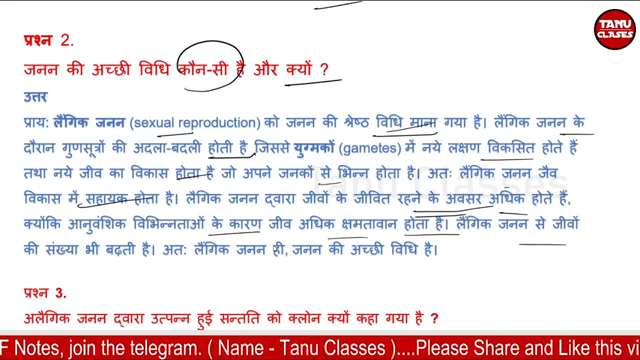 TANU
CLASSES
प्रश्न 2.
जनन की अच्छी विधि कौन-सी है और क्यों ?
उत्तर
प्राय: लैंगिक जनन (sexual reproduction) को जनन की श्रेष्ठ विधि माना गया है। लैंगिक जनन के
दौरान गुणसूत्रों की अदला-बदली होती है जिससे युग्मकों (gametes) में नये लक्षण विकसित होते हैं
तथा नये जीव का विकास होता है जो अपने जनकों से भिन्न होता है। अत: लैंगिक जनन जैव
विकास में सहायक होता है। लैगिक जनन द्वारा जीवों के जीवित रहने के अवसर अधिक होते हैं,
क्योंकि आनुवंशिक विभिन्नताओं के कारण जीव अधिक क्षमतावान होता है। लैंगिक जनन से जीवों
की संख्या भी बढ़ती है। अत: लैंगिक जनन ही, जनन की अच्छी विधि है।
Tanu Classes
प्रश्न 3.
अलैगिक जनन द्वारा उत्पन्न हुई सन्तति को क्लोन क्यों कहा गया है ?
F Notes, join the telegram. ( Name - Tanu Classes )....Please Share and Like this vi